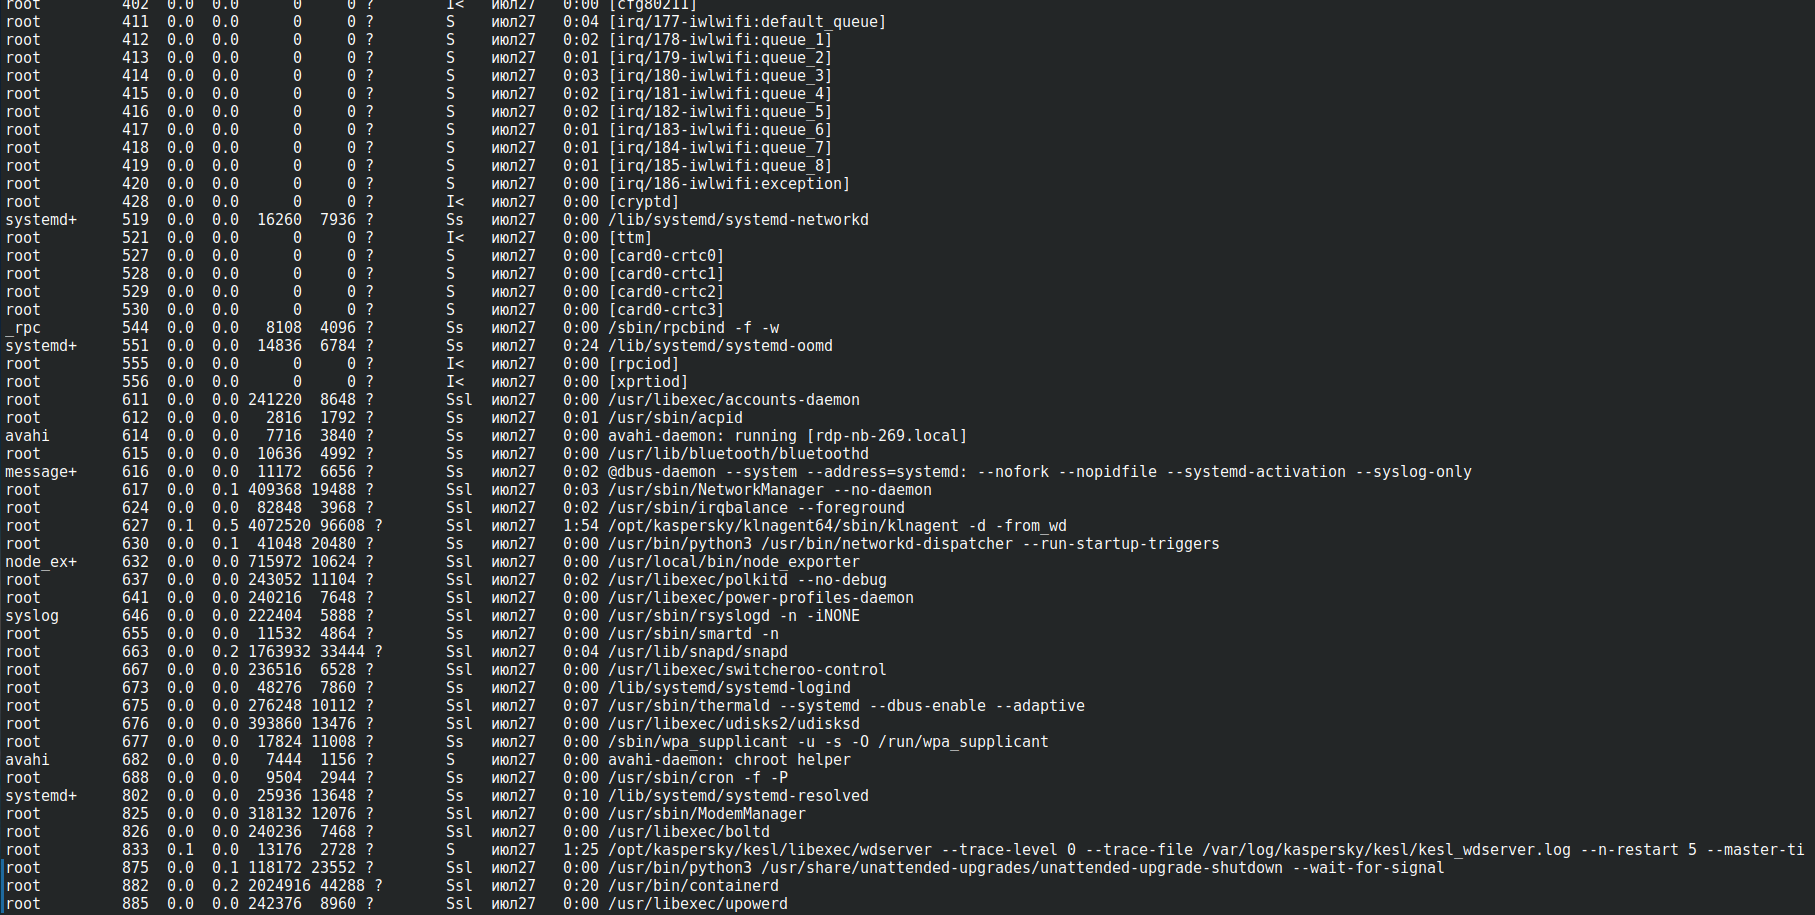 root         402  0.0  0.0      0     0 ?        I<   июл27   0:00 [cfg80211]
root         411  0.0  0.0      0     0 ?        S    июл27   0:04 [irq/177-iwlwifi:default_queue]
root         412  0.0  0.0      0     0 ?        S    июл27   0:02 [irq/178-iwlwifi:queue_1]
root         413  0.0  0.0      0     0 ?        S    июл27   0:01 [irq/179-iwlwifi:queue_2]
root         414  0.0  0.0      0     0 ?        S    июл27   0:03 [irq/180-iwlwifi:queue_3]
root         415  0.0  0.0      0     0 ?        S    июл27   0:02 [irq/181-iwlwifi:queue_4]
root         416  0.0  0.0      0     0 ?        S    июл27   0:02 [irq/182-iwlwifi:queue_5]
root         417  0.0  0.0      0     0 ?        S    июл27   0:01 [irq/183-iwlwifi:queue_6]
root         418  0.0  0.0      0     0 ?        S    июл27   0:01 [irq/184-iwlwifi:queue_7]
root         419  0.0  0.0      0     0 ?        S    июл27   0:01 [irq/185-iwlwifi:queue_8]
root         420  0.0  0.0      0     0 ?        S    июл27   0:00 [irq/186-iwlwifi:exception]
root         428  0.0  0.0      0     0 ?        I<   июл27   0:00 [cryptd]
systemd+     519  0.0  0.0  16260  7936 ?        Ss   июл27   0:00 /lib/systemd/systemd-networkd
root         521  0.0  0.0      0     0 ?        I<   июл27   0:00 [ttm]
root         527  0.0  0.0      0     0 ?        S    июл27   0:00 [card0-crtc0]
root         528  0.0  0.0      0     0 ?        S    июл27   0:00 [card0-crtc1]
root         529  0.0  0.0      0     0 ?        S    июл27   0:00 [card0-crtc2]
root         530  0.0  0.0      0     0 ?        S    июл27   0:00 [card0-crtc3]
_rpc         544  0.0  0.0   8108  4096 ?        Ss   июл27   0:00 /sbin/rpcbind -f -w
systemd+     551  0.0  0.0  14836  6784 ?        Ss   июл27   0:24 /lib/systemd/systemd-oomd
root         555  0.0  0.0      0     0 ?        I<   июл27   0:00 [rpciod]
root         556  0.0  0.0      0     0 ?        I<   июл27   0:00 [xprtiod]
root         611  0.0  0.0 241220  8648 ?        Ssl  июл27   0:00 /usr/libexec/accounts-daemon
root         612  0.0  0.0   2816  1792 ?        Ss   июл27   0:01 /usr/sbin/acpid
avahi        614  0.0  0.0   7716  3840 ?        Ss   июл27   0:00 avahi-daemon: running [rdp-nb-269.local]
root         615  0.0  0.0  10636  4992 ?        Ss   июл27   0:00 /usr/lib/bluetooth/bluetoothd
message+     616  0.0  0.0  11172  6656 ?        Ss   июл27   0:02 @dbus-daemon --system --address=systemd: --nofork --nopidfile --systemd-activation --syslog-only
root         617  0.0  0.1 409368 19488 ?        Ssl  июл27   0:03 /usr/sbin/NetworkManager --no-daemon
root         624  0.0  0.0  82848  3968 ?        Ssl  июл27   0:02 /usr/sbin/irqbalance --foreground
root         627  0.1  0.5 4072520 96608 ?       Ssl  июл27   1:54 /opt/kaspersky/klnagent64/sbin/klnagent -d -from_wd
root         630  0.0  0.1  41048 20480 ?        Ss   июл27   0:00 /usr/bin/python3 /usr/bin/networkd-dispatcher --run-startup-triggers
node_ex+     632  0.0  0.0 715972 10624 ?        Ssl  июл27   0:00 /usr/local/bin/node_exporter
root         637  0.0  0.0 243052 11104 ?        Ssl  июл27   0:02 /usr/libexec/polkitd --no-debug
root         641  0.0  0.0 240216  7648 ?        Ssl  июл27   0:00 /usr/libexec/power-profiles-daemon
syslog       646  0.0  0.0 222404  5888 ?        Ssl  июл27   0:00 /usr/sbin/rsyslogd -n -iNONE
root         655  0.0  0.0  11532  4864 ?        Ss   июл27   0:00 /usr/sbin/smartd -n
root         663  0.0  0.2 1763932 33444 ?       Ssl  июл27   0:04 /usr/lib/snapd/snapd
root         667  0.0  0.0 236516  6528 ?        Ssl  июл27   0:00 /usr/libexec/switcheroo-control
root         673  0.0  0.0  48276  7860 ?        Ss   июл27   0:00 /lib/systemd/systemd-logind
root         675  0.0  0.0 276248 10112 ?        Ssl  июл27   0:07 /usr/sbin/thermald --systemd --dbus-enable --adaptive
root         676  0.0  0.0 393860 13476 ?        Ssl  июл27   0:00 /usr/libexec/udisks2/udisksd
root         677  0.0  0.0  17824 11008 ?        Ss   июл27   0:00 /sbin/wpa_supplicant -u -s -O /run/wpa_supplicant
avahi        682  0.0  0.0   7444  1156 ?        S    июл27   0:00 avahi-daemon: chroot helper
root         688  0.0  0.0   9504  2944 ?        Ss   июл27   0:00 /usr/sbin/cron -f -P
systemd+     802  0.0  0.0  25936 13648 ?        Ss   июл27   0:10 /lib/systemd/systemd-resolved
root         825  0.0  0.0 318132 12076 ?        Ssl  июл27   0:00 /usr/sbin/ModemManager
root         826  0.0  0.0 240236  7468 ?        Ssl  июл27   0:00 /usr/libexec/boltd
root         833  0.1  0.0  13176  2728 ?        S    июл27   1:25 /opt/kaspersky/kesl/libexec/wdserver --trace-level 0 --trace-file /var/log/kaspersky/kesl/kesl_wdserver.log --n-restart 5 --master-ti
root         875  0.0  0.1 118172 23552 ?        Ssl  июл27   0:00 /usr/bin/python3 /usr/share/unattended-upgrades/unattended-upgrade-shutdown --wait-for-signal
root         882  0.0  0.2 2024916 44288 ?       Ssl  июл27   0:20 /usr/bin/containerd
root         885  0.0  0.0 242376  8960 ?        Ssl  июл27   0:00 /usr/libexec/upowerd